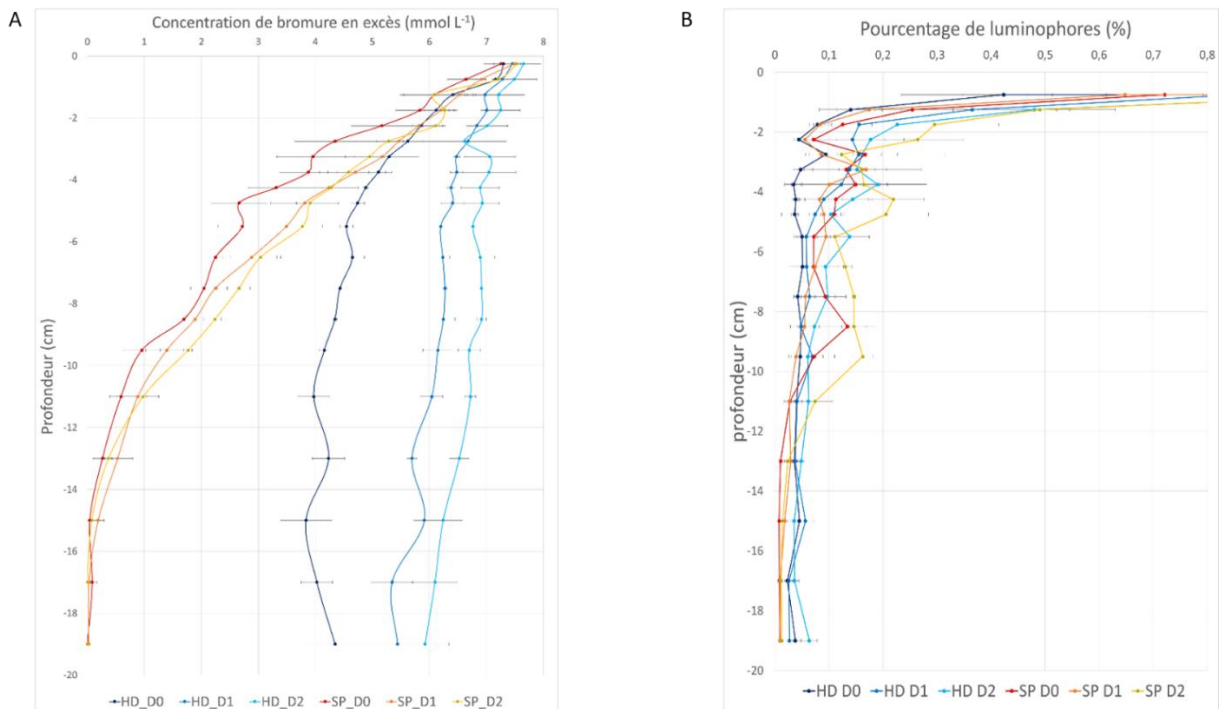 A
Concentration de bromure en excès (mmol L⁻¹)
0 1 2 3 4 5 6 7 8
0
-2
-4
-6
-8
-10
-12
-14
-16
-18
-20
Profondeur (cm)
HD_D0 HD_D1 HD_D2 SP_D0 SP_D1 SP_D2
B
Pourcentage de luminophores (%)
0 0,1 0,2 0,3 0,4 0,5 0,6 0,7 0,8
0
-2
-4
-6
-8
-10
-12
-14
-16
-18
-20
profondeur (cm)
HD D0 HD D1 HD D2 SP D0 SP D1 SP D2